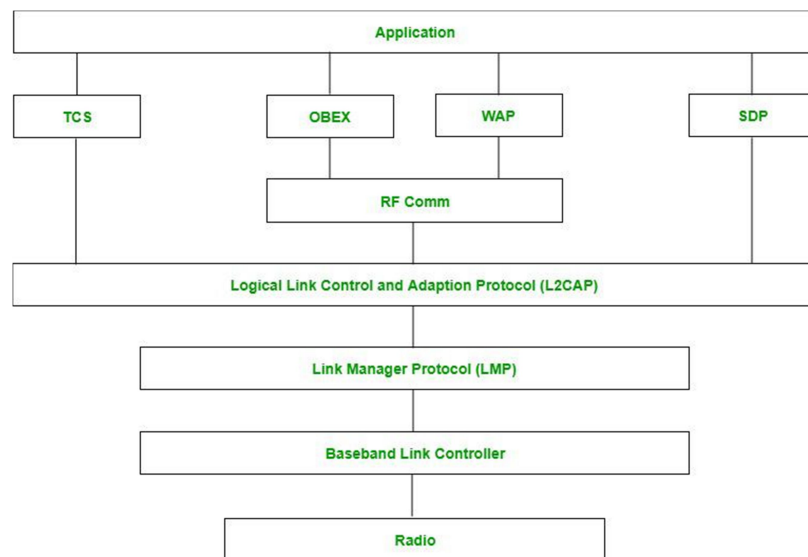 Application
TCS
OBEX
WAP
SDP
RF Comm
Logical Link Control and Adaption Protocol (L2CAP)
Link Manager Protocol (LMP)
Baseband Link Controller
Radio